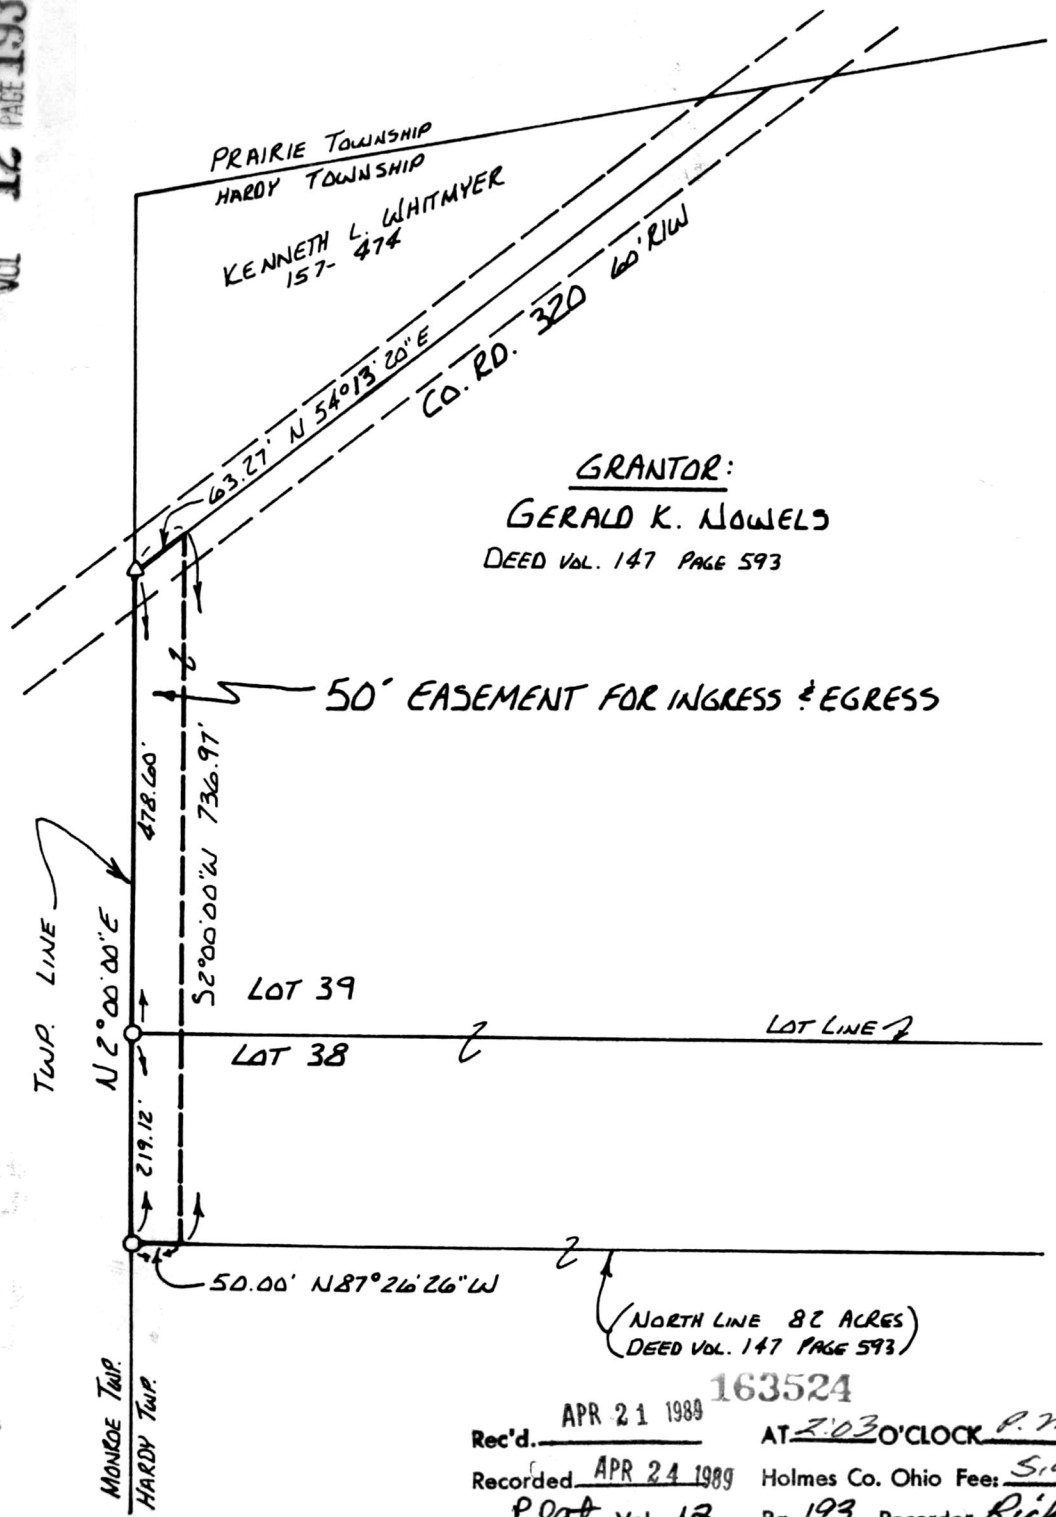 VOL 12 PAGE 193
PRAIRIE TOWNSHIP
HARDY TOWNSHIP
KENNETH L. WHITMYER
157-474
63.27' N 54°13'20"E
CO. RD. 320 60' R/W
GRANTOR:
GERALD K. NOWELS
DEED VOL. 147 PAGE 593
50' EASEMENT FOR INGRESS & EGRESS
478.60'
S2°00'00"W 736.97'
TWP. LINE
N2°00'00"E
LOT 39
LOT LINE
LOT 38
219.12'
50.00' N87°26'26"W
(NORTH LINE 82 ACRES)
(DEED VOL. 147 PAGE 593)
MONROE TWP.
HARDY TWP.
163524
Rec'd. APR 21 1989 AT 2:03 O'CLOCK P.
Recorded APR 24 1989 Holmes Co. Ohio Fee:
Plat Vol. 12 Pg. 193 Recorder